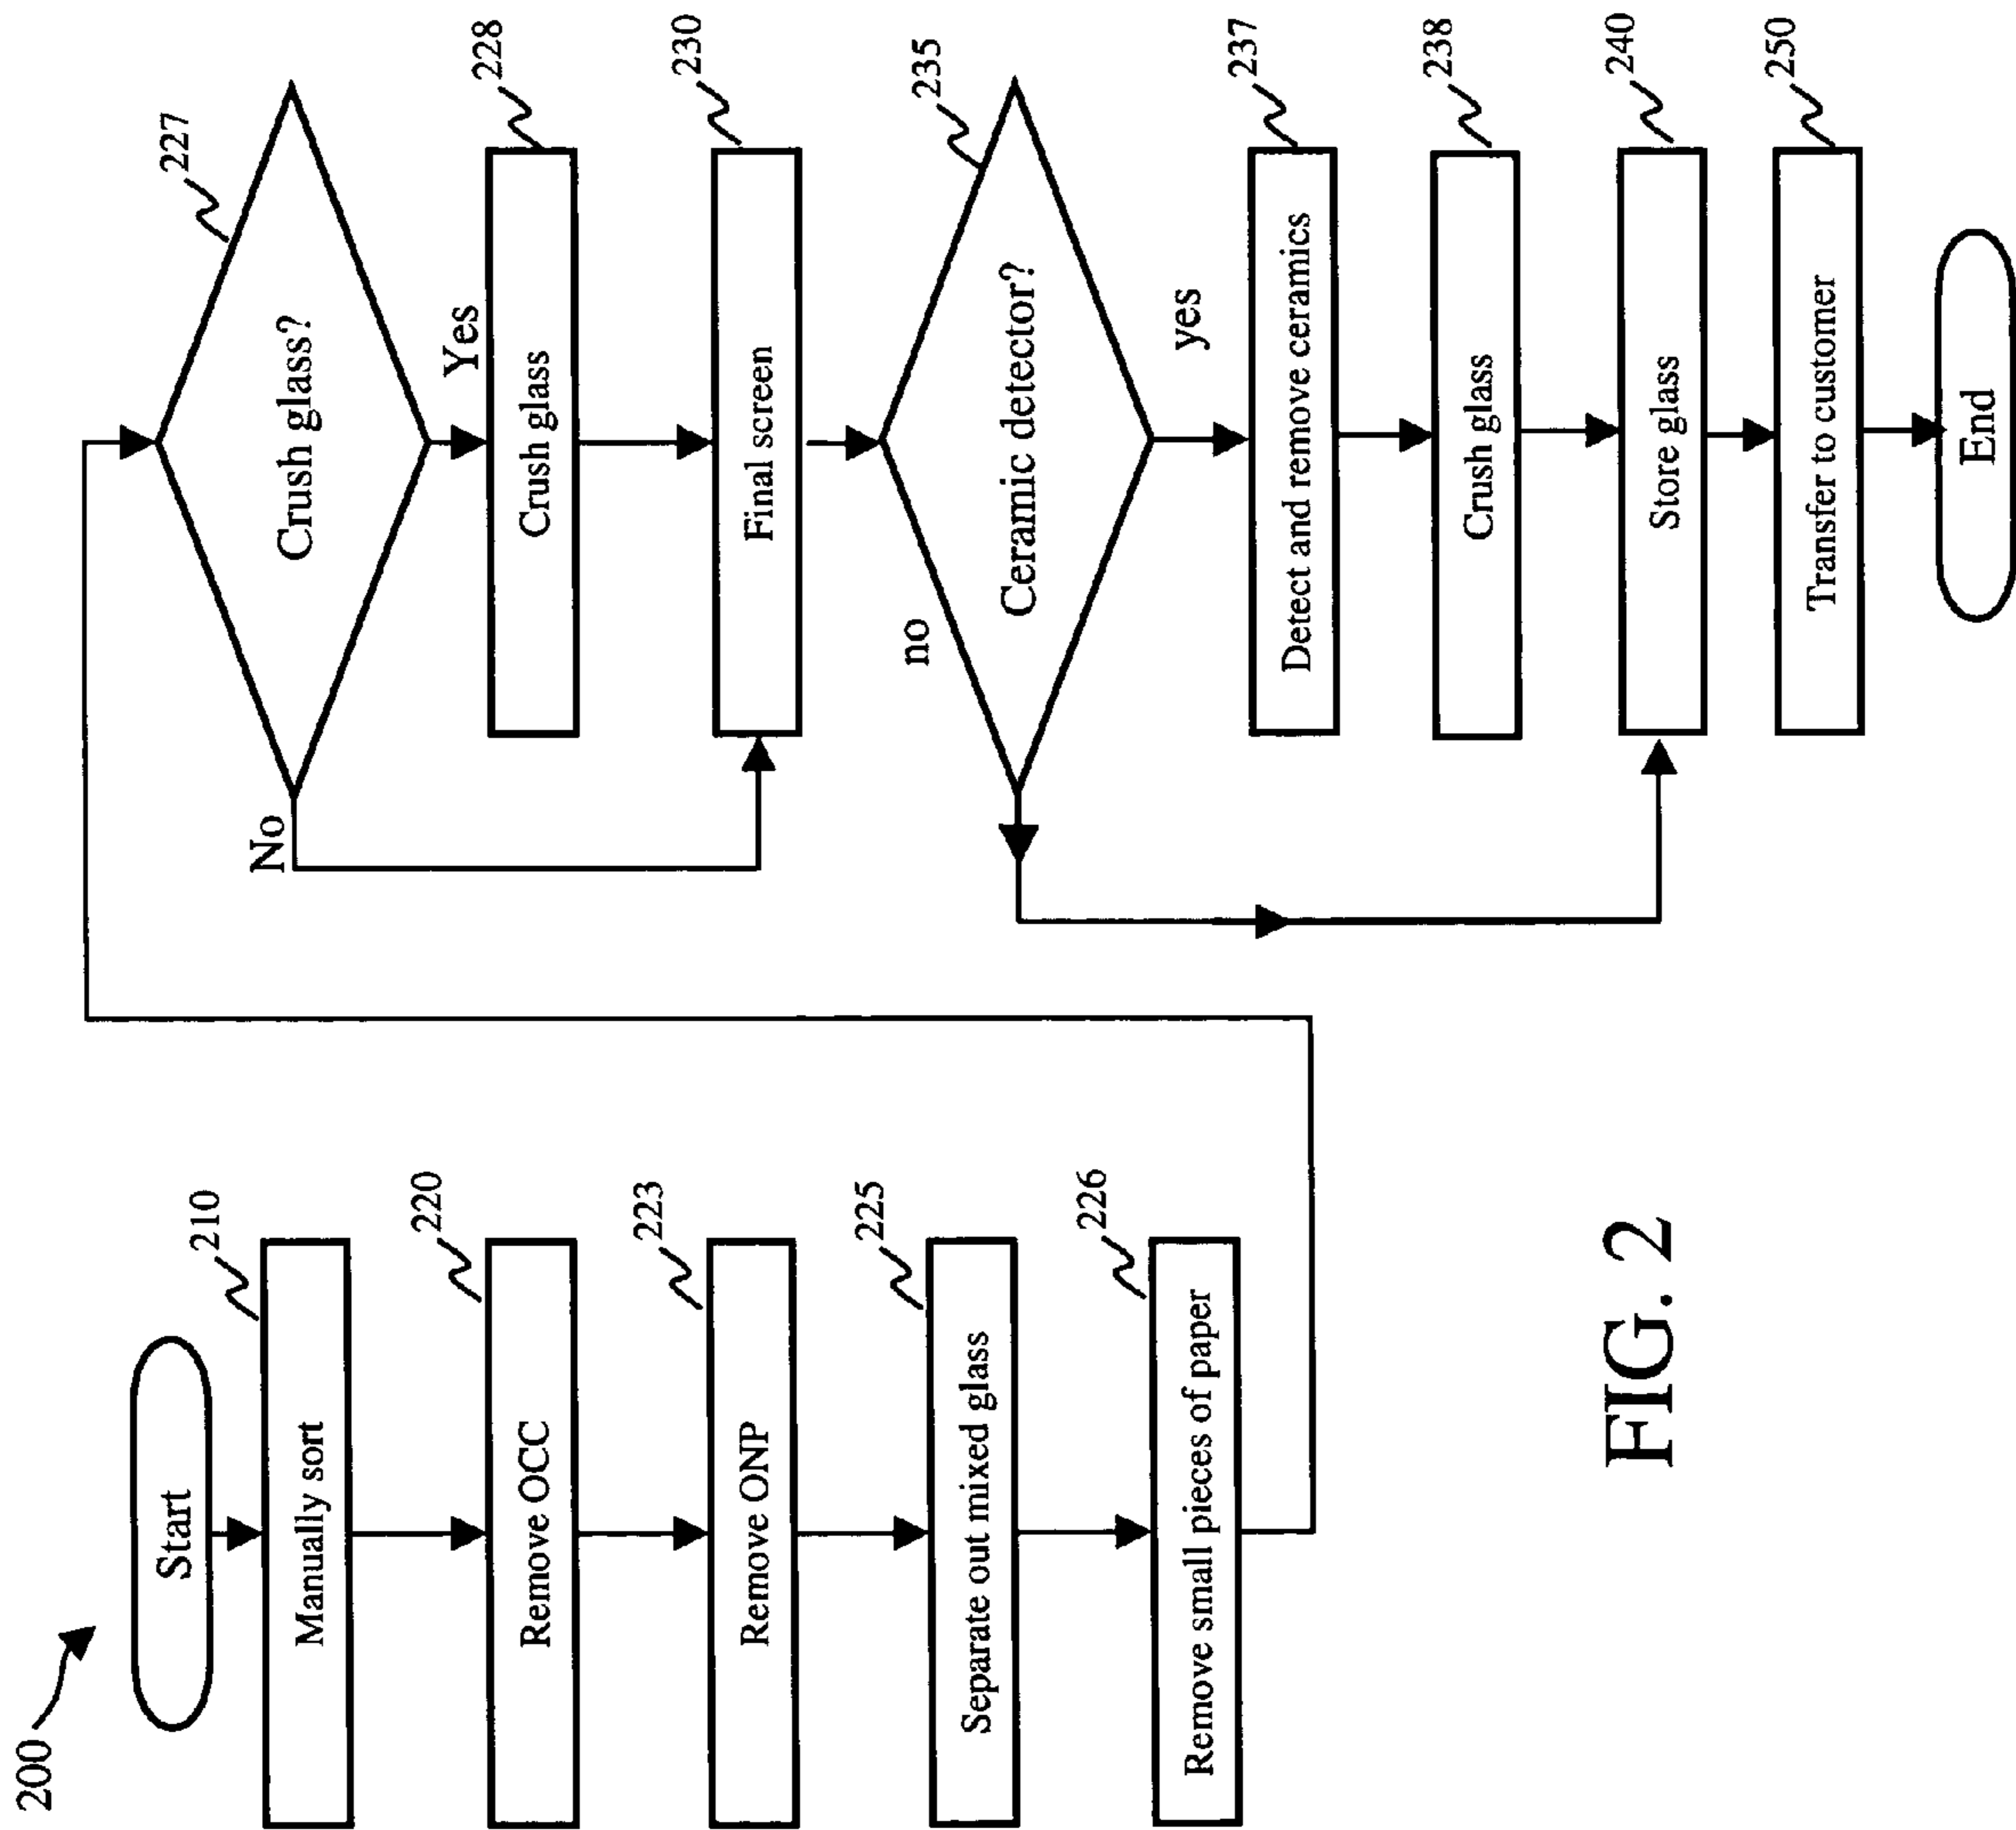 200
Start
210
Manually sort
220
Remove OCC
223
Remove ONP
225
Separate out mixed glass
226
Remove small pieces of paper
227
Crush glass?
No
Yes
228
Crush glass
230
Final screen
235
Ceramic detector?
no
yes
237
Detect and remove ceramics
238
Crush glass
240
Store glass
250
Transfer to customer
End
FIG. 2